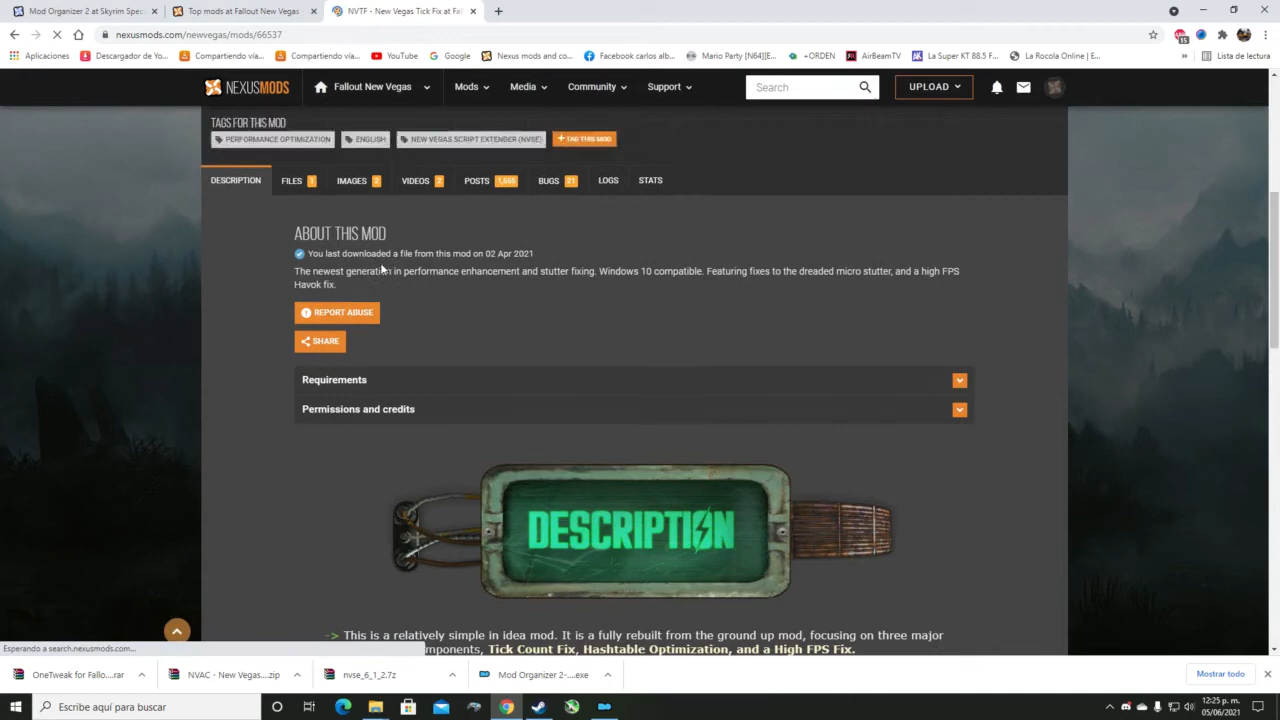 Mod Organizer 2 at Skyrim Spec
Top mods at Fallout New Vegas
NVTF - New Vegas Tick Fix at Fal
nexusmods.com/newvegas/mods/66537
15
Aplicaciones
Descargador de Yo...
Compartiendo vía...
Compartiendo vía...
YouTube
Google
Nexus mods and co...
Facebook carlos alb...
Mario Party [N64][E...
+ORDEN
AirBeamTV
La Super KT 88.5 F...
La Rocola Online | E...
Lista de lectura
NEXUSMODS
Fallout New Vegas
Mods
Media
Community
Support
Search
UPLOAD
TAGS FOR THIS MOD
PERFORMANCE OPTIMIZATION
ENGLISH
NEW VEGAS SCRIPT EXTENDER (NVSE)
TAG THIS MOD
DESCRIPTION
FILES 1
IMAGES 2
VIDEOS 2
POSTS 1,555
BUGS 21
LOGS
STATS
ABOUT THIS MOD
You last downloaded a file from this mod on 02 Apr 2021
The newest generation in performance enhancement and stutter fixing. Windows 10 compatible. Featuring fixes to the dreaded micro stutter, and a high FPS
Havok fix.
REPORT ABUSE
SHARE
Requirements
Permissions and credits
DESCRIPTION
-> This is a relatively simple in idea mod. It is a fully rebuilt from the ground up mod, focusing on three major
omponents, Tick Count Fix, Hashtable Optimization, and a High FPS Fix.
Esperando a search.nexusmods.com...
OneTweak for Fallo....rar
NVAC - New Vegas....zip
nvse_6_1_2.7z
Mod Organizer 2-....exe
Mostrar todo
Escribe aquí para buscar
12:25 p. m.
05/06/2021